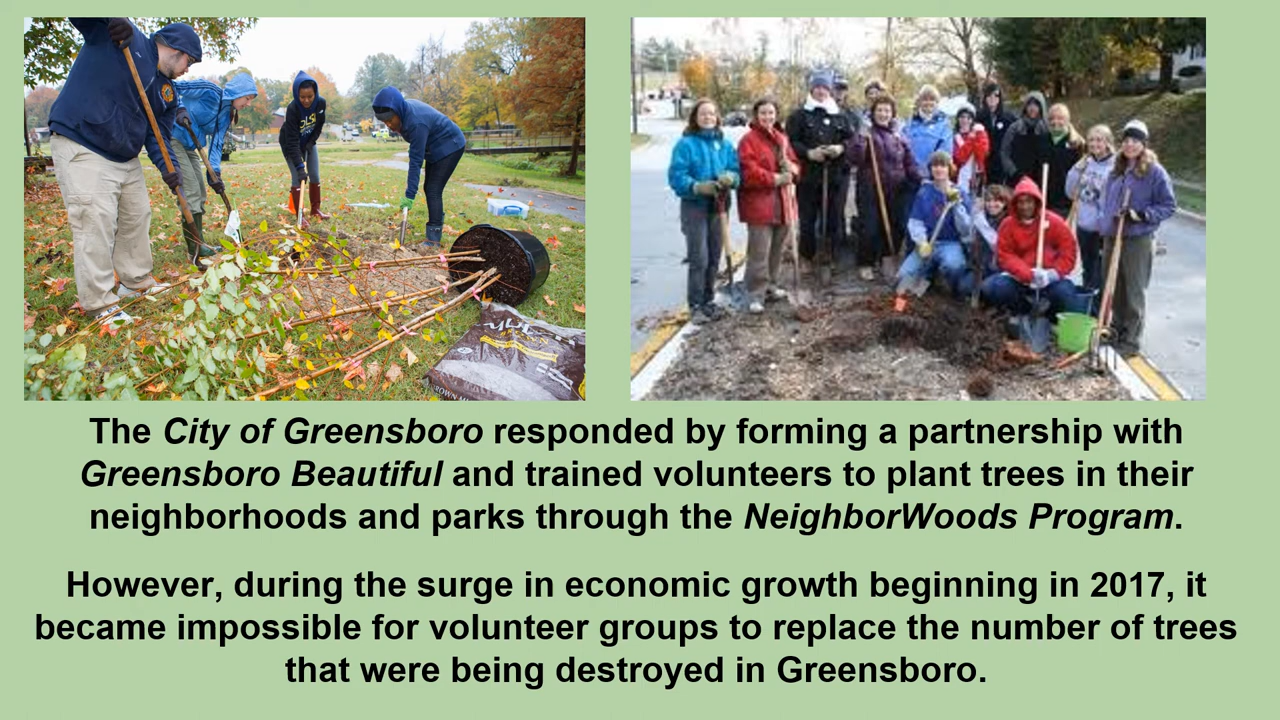 The City of Greensboro responded by forming a partnership with
Greensboro Beautiful and trained volunteers to plant trees in their
neighborhoods and parks through the NeighborWoods Program.
However, during the surge in economic growth beginning in 2017, it
became impossible for volunteer groups to replace the number of trees
that were being destroyed in Greensboro.